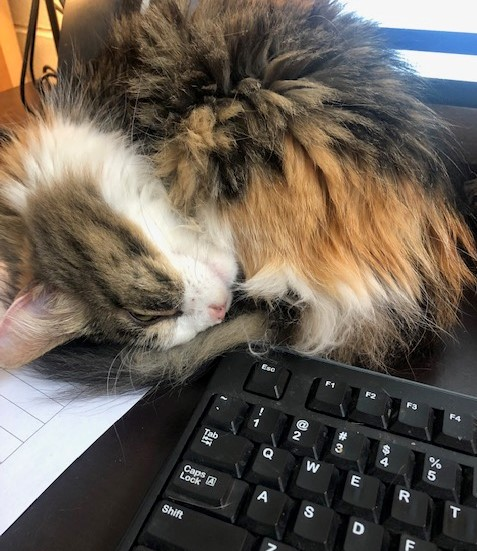 Esc F1 F2 F3 F4
~ ! @ # $ %
` 1 2 3 4 5
Tab Q W E R T
Caps Lock A A S D F G
Shift Z